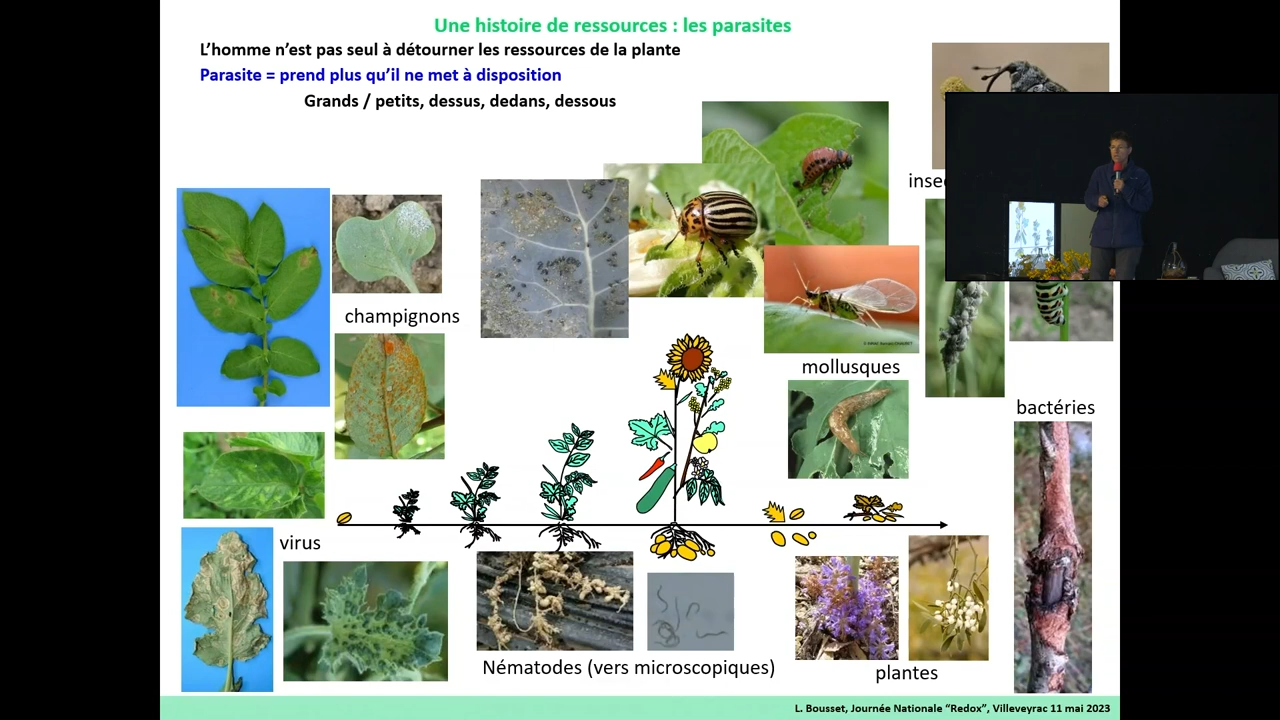 Une histoire de ressources : les parasites
L'homme n'est pas seul à détourner les ressources de la plante
Parasite = prend plus qu'il ne met à disposition
Grands / petits, dessus, dedans, dessous
insec
champignons
mollusques
bactéries
virus
Nématodes (vers microscopiques)
plantes
L. Bousset, Journée Nationale “Redox”, Villeveyrac 11 mai 2023